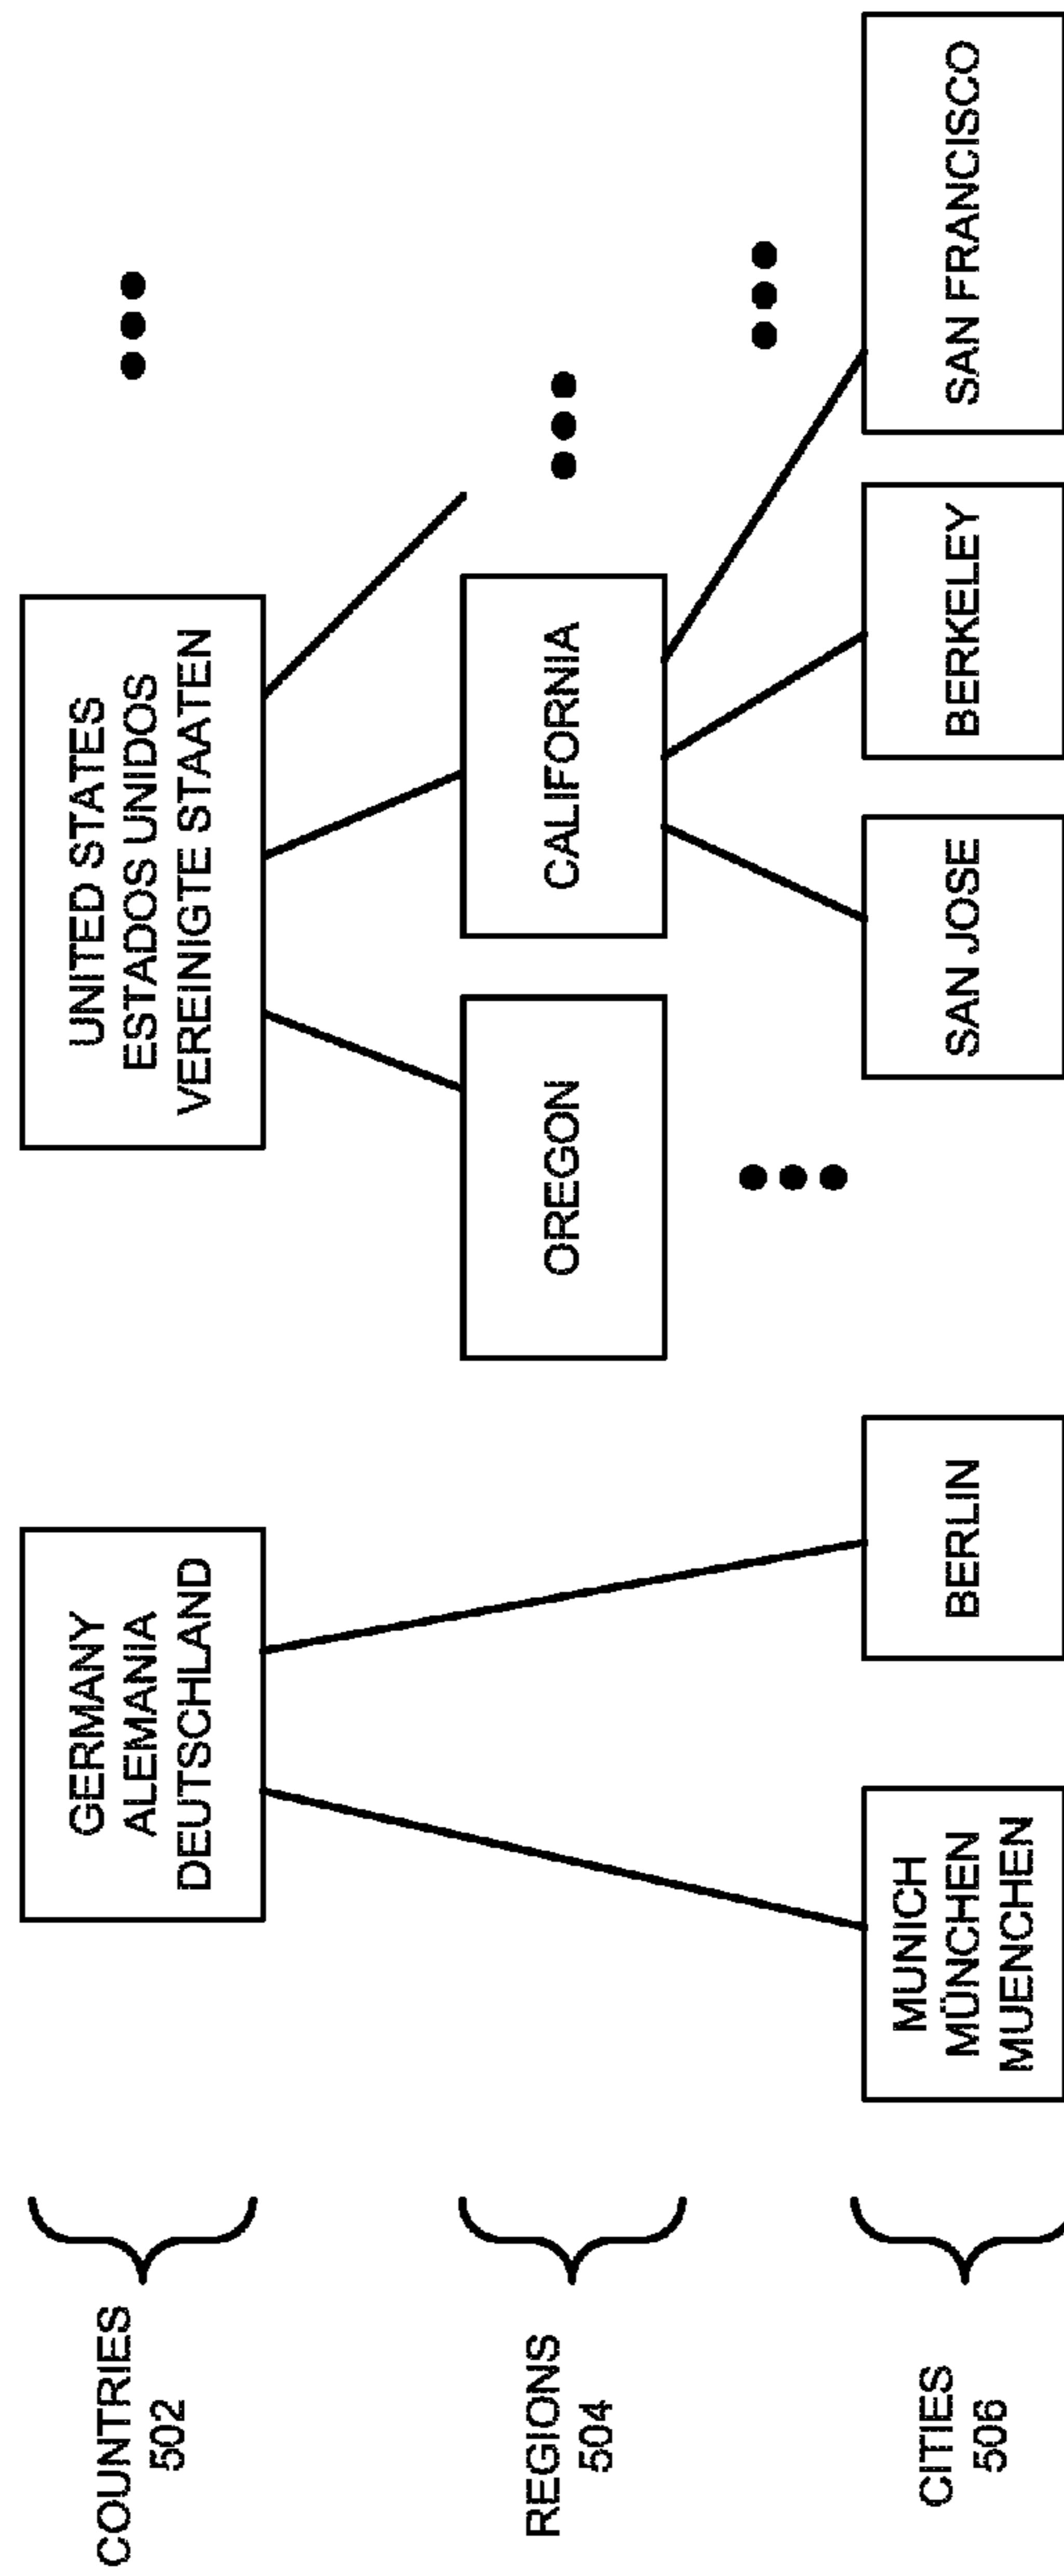 COUNTRIES
502
GERMANY
ALEMANIA
DEUTSCHLAND
UNITED STATES
ESTADOS UNIDOS
VEREINIGTE STAATEN
REGIONS
504
OREGON
CALIFORNIA
CITIES
506
MUNICH
MÜNCHEN
MUENCHEN
BERLIN
SAN JOSE
BERKELEY
SAN FRANCISCO